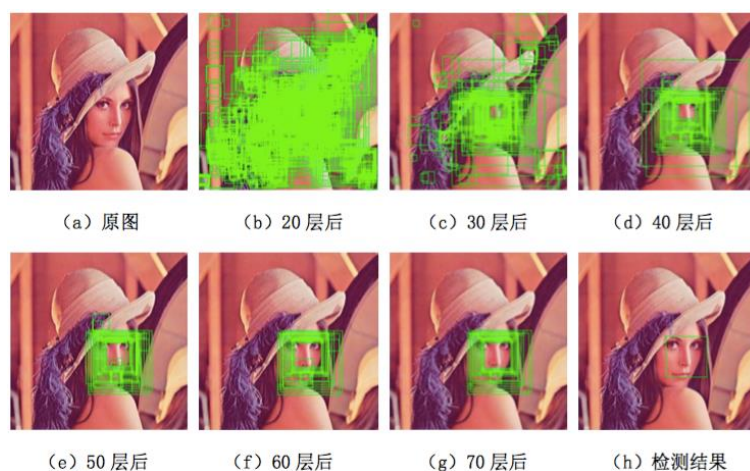 （a）原图 （b）20 层后 （c）30 层后 （d）40 层后
（e）50 层后 （f）60 层后 （g）70 层后 （h）检测结果